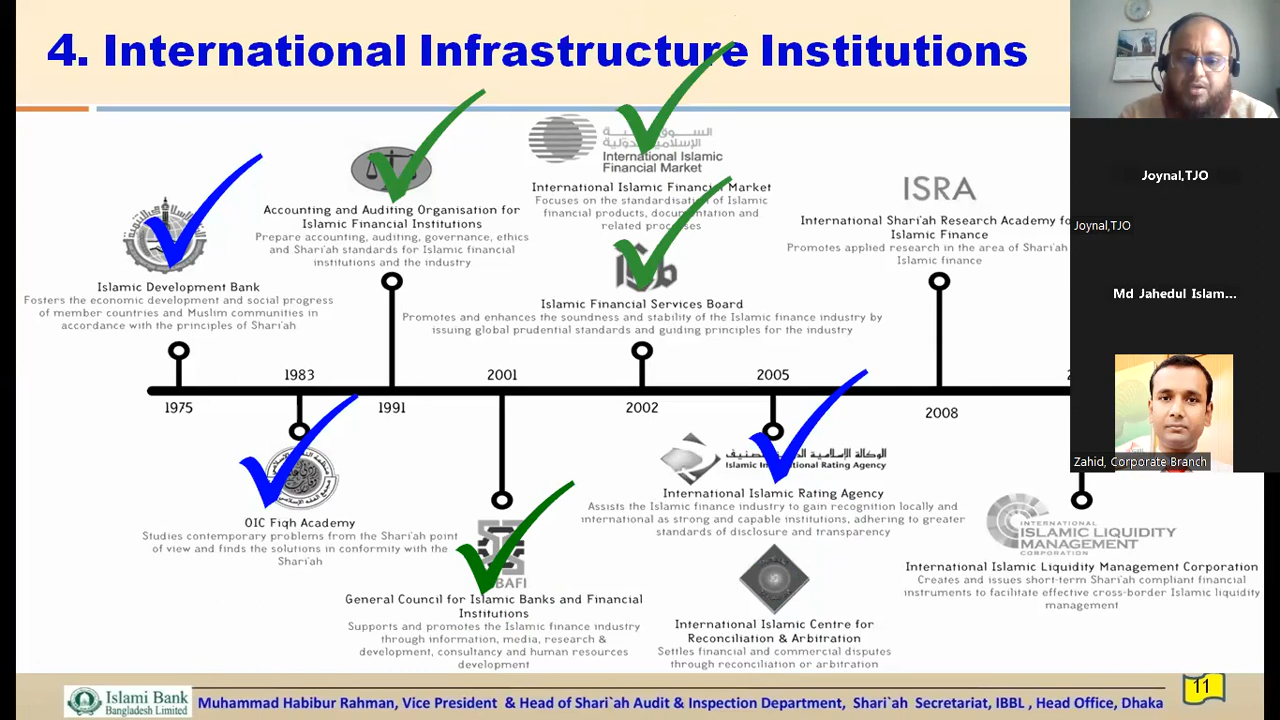 4. International Infrastructure Institutions
International Islamic
Financial Market
International Islamic Financial Market
Focuses on the standardisation of Islamic
financial products, documentation and
related processes
Accounting and Auditing Organisation for
Islamic Financial Institutions
Prepare accounting, auditing, governance, ethics
and Shari'ah standards for Islamic financial
institutions and the industry
ISRA
International Shari'ah Research Academy fo
Islamic Finance
Promotes applied research in the area of Shari'ah
Islamic finance
Islamic Development Bank
Fosters the economic development and social progress
of member countries and Muslim communities in
accordance with the principles of Shari'ah
Islamic Financial Services Board
Promotes and enhances the soundness and stability of the Islamic finance industry by
issuing global prudential standards and guiding principles for the industry
1983
2001
2005
1975
1991
2002
2008
OIC Fiqh Academy
Studies contemporary problems from the Shari'ah point
of view and finds the solutions in conformity with the
Shari'ah
Islamic International Rating Agency
International Islamic Rating Agency
Assists the Islamic finance industry to gain recognition locally and
international as strong and capable institutions, adhering to greater
standards of disclosure and transparency
BAFI
General Council for Islamic Banks and Financial
Institutions
Supports and promotes the Islamic finance industry
through information, media, research &
development, consultancy and human resources
development
International Islamic Centre for
Reconciliation & Arbitration
Settles financial and commercial disputes
through reconciliation or arbitration
INTERNATIONAL
ISLAMIC LIQUIDITY
MANAGEMENT
CORPORATION
International Islamic Liquidity Management Corporation
Creates and issues short-term Shari'ah compliant financial
instruments to facilitate effective cross-border Islamic liquidity
management
Joynal,TJO
Joynal,TJO
Md Jahedul Islam...
Zahid, Corporate Branch
11
Islami Bank
Bangladesh Limited
Muhammad Habibur Rahman, Vice President & Head of Shari`ah Audit & Inspection Department, Shari`ah Secretariat, IBBL , Head Office, Dhaka